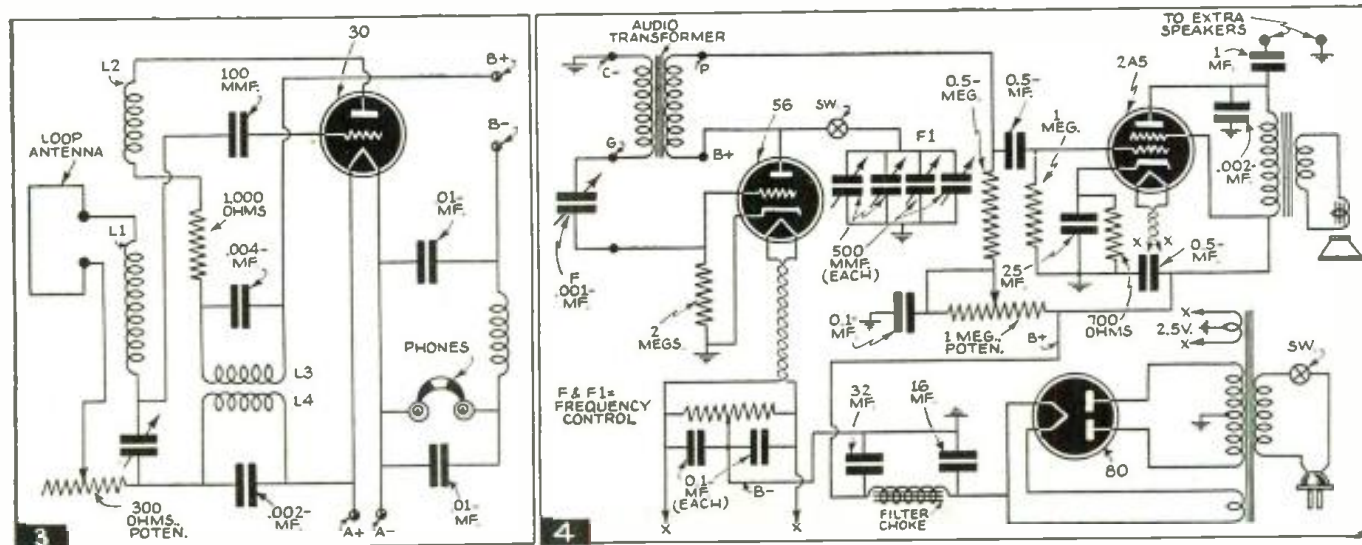 30
L2
100
MMF.
B+
B-
LOOP
ANTENNA
1,000
OHMS
L1
.004-
MF.
.01-
MF.
L3
L4
PHONES
300
OHMS.,
POTEN.
.002-
MF.
A+
A-
.01-
MF.
3
AUDIO
TRANSFORMER
C-
P
G
B+
56
SW.
F1
0.5-
MEG.
0.5-
MF.
1
MEG.
2A5
TO EXTRA
SPEAKERS
1
MF.
.002-
MF.
F
.001-
MF.
2
MEGS
500
MMF.
(EACH)
25
MF.
X
X
0.5-
MF.
700
OHMS
0.1
MF.
1 MEG.,
POTEN.
B+
F & F1=
FREQUENCY
CONTROL
0.1
MF.
(EACH)
B-
X
X
32
MF.
16
MF.
FILTER
CHOKE
80
X
2.5V.
X
SW.
4